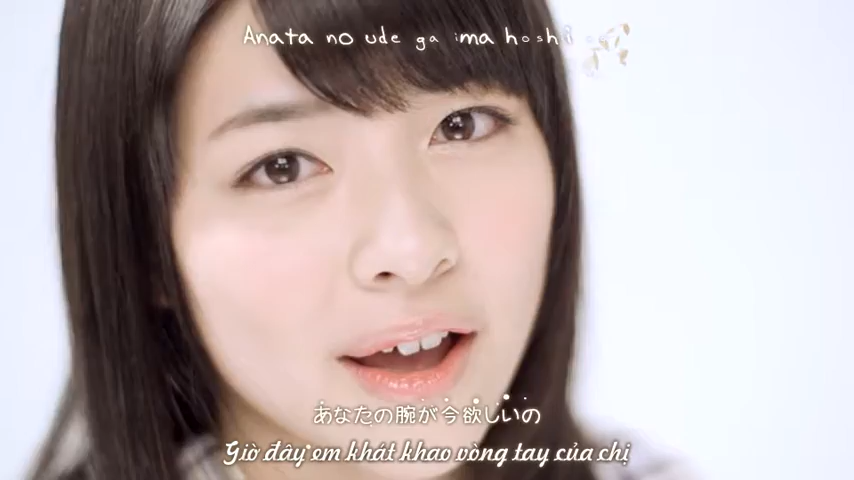 Anata no ude ga ima hoshi
あなたの腕が今欲しいの
Giờ đây em khát khao vòng tay của chị